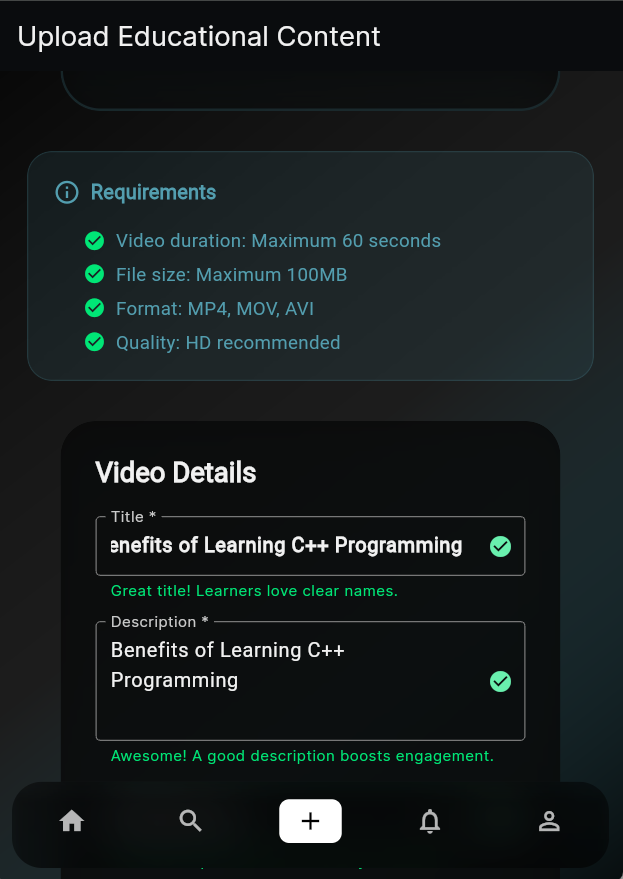 Upload Educational Content
Requirements
Video duration: Maximum 60 seconds
File size: Maximum 100MB
Format: MP4, MOV, AVI
Quality: HD recommended
Video Details
Title *
enefits of Learning C++ Programming
Great title! Learners love clear names.
Description *
Benefits of Learning C++
Programming
Awesome! A good description boosts engagement.